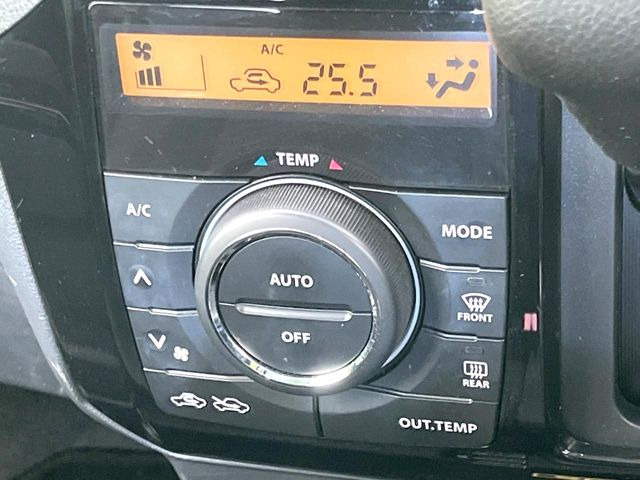 A/C
25.5
TEMP
A/C
MODE
AUTO
OFF
FRONT
REAR
OUT.TEMP